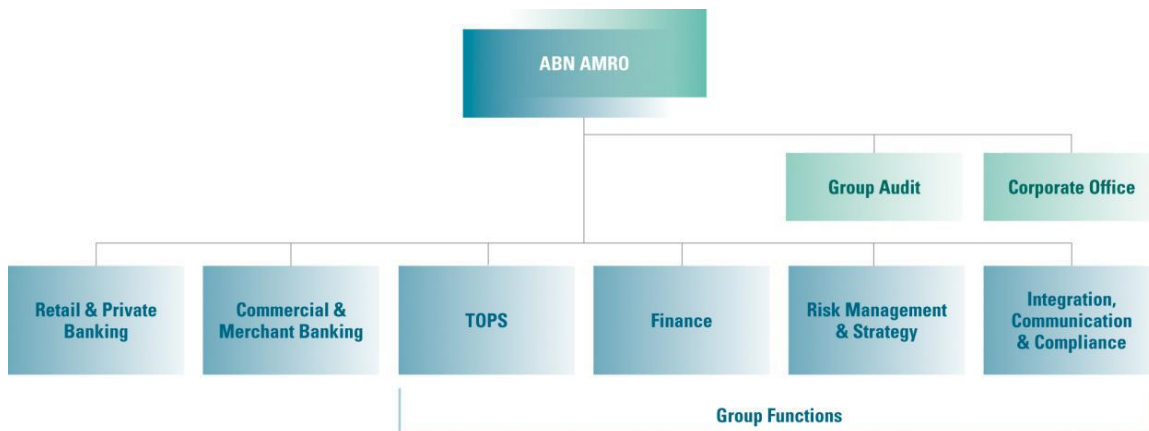 ABN AMRO
Group Audit
Corporate Office
Retail & Private
Banking
Commercial &
Merchant Banking
TOPS
Finance
Risk Management
& Strategy
Integration,
Communication
& Compliance
Group Functions